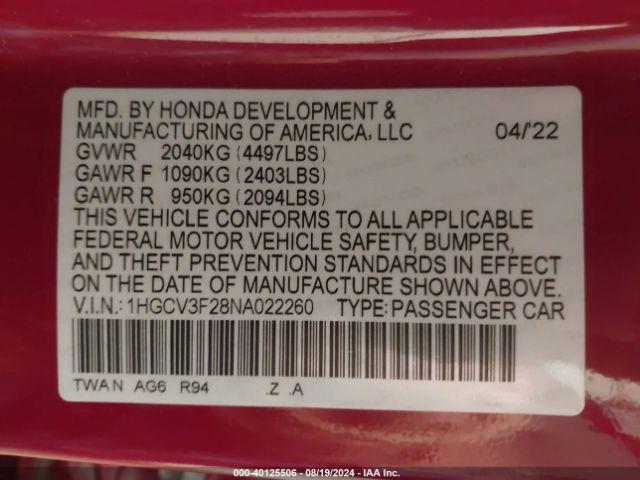 MFD. BY HONDA DEVELOPMENT &
MANUFACTURING OF AMERICA, LLC 04/'22
GVWR 2040KG (4497LBS)
GAWR F 1090KG (2403LBS)
GAWR R 950KG (2094LBS)
THIS VEHICLE CONFORMS TO ALL APPLICABLE
FEDERAL MOTOR VEHICLE SAFETY, BUMPER,
AND THEFT PREVENTION STANDARDS IN EFFECT
ON THE DATE OF MANUFACTURE SHOWN ABOVE.
V.I.N.: 1HGCV3F28NA022260 TYPE: PASSENGER CAR
TWAN AG6 R94 .Z .A
000-40125506 - 08/19/2024 - IAA Inc.